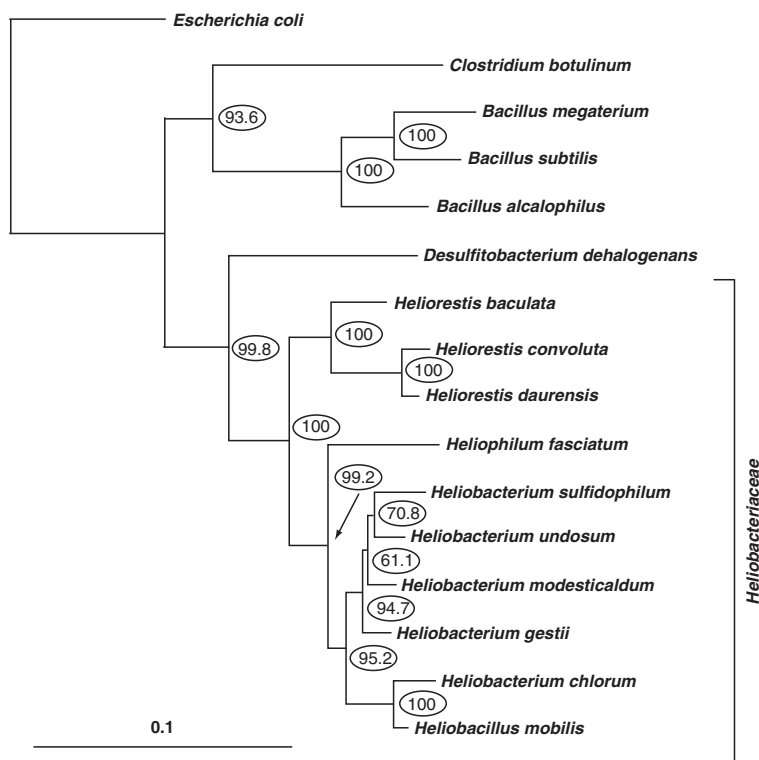 Escherichia coli
Clostridium botulinum
93.6
Bacillus megaterium
100
Bacillus subtilis
100
Bacillus alcalophilus
Desulfitobacterium dehalogenans
Heliorestis baculata
100
99.8
Heliorestis convoluta
100
Heliorestis daurensis
100
Heliophilum fasciatum
99.2
Heliobacterium sulfidophilum
70.8
Heliobacterium undosum
61.1
Heliobacterium modesticaldum
94.7
Heliobacterium gestii
95.2
Heliobacterium chlorum
100
Heliobacillus mobilis
0.1
Heliobacteriaceae